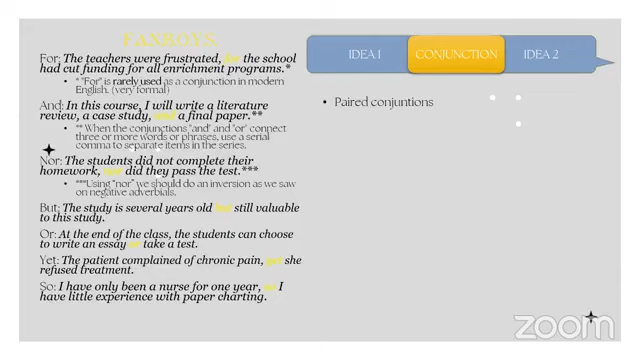 FANBOYS:
For: The teachers were frustrated, for the school
had cut funding for all enrichment programs.*
• * "For" is rarely used as a conjunction in modern
English. (very formal)
And: In this course, I will write a literature
review, a case study, and a final paper.**
• ** When the conjunctions "and" and "or" connect
three or more words or phrases, use a serial
comma to separate items in the series.
Nor: The students did not complete their
homework, nor did they pass the test.***
• ***Using "nor" we should do an inversion as we saw
on negative adverbials.
But: The study is several years old but still valuable
to this study.
Or: At the end of the class, the students can choose
to write an essay or take a test.
Yet: The patient complained of chronic pain, yet she
refused treatment.
So: I have only been a nurse for one year, so I
have little experience with paper charting.
IDEA 1 CONJUNCTION IDEA 2
• Paired conjuntions
zoom